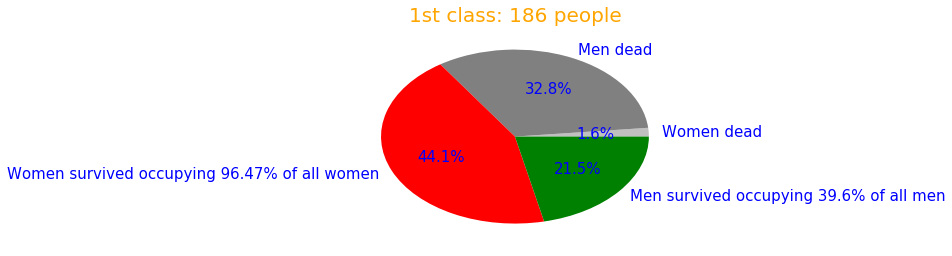 1st class: 186 people
Men dead
32.8%
1.6%
Women dead
44.1%
Women survived occupying 96.47% of all women
21.5%
Men survived occupying 39.6% of all men